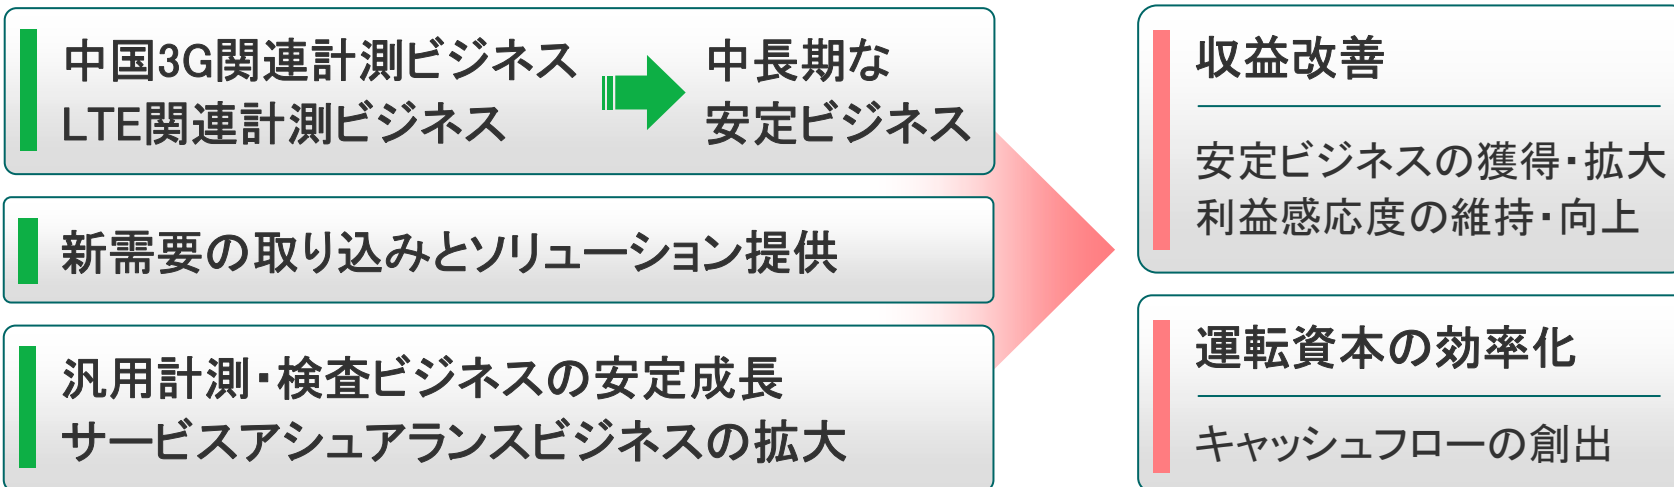 中国3G関連計測ビジネス
LTE関連計測ビジネス
中長期な
安定ビジネス
新需要の取り込みとソリューション提供
汎用計測・検査ビジネスの安定成長
サービスアシュアランスビジネスの拡大
収益改善
安定ビジネスの獲得・拡大
利益感応度の維持・向上
運転資本の効率化
キャッシュフローの創出